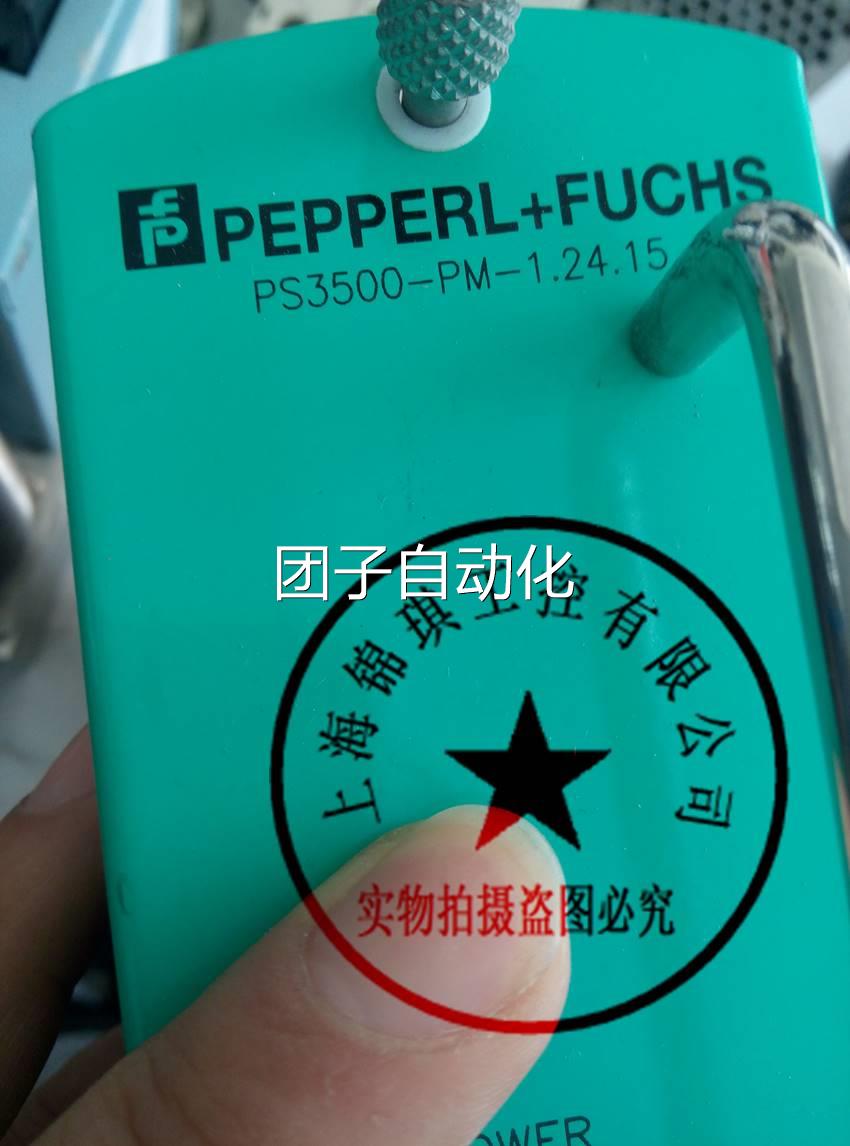 PEPPERL+FUCHS
PS3500-PM-1.24.15
团子自动化
上海锦琪工控有限公司
实物拍摄盗图必究